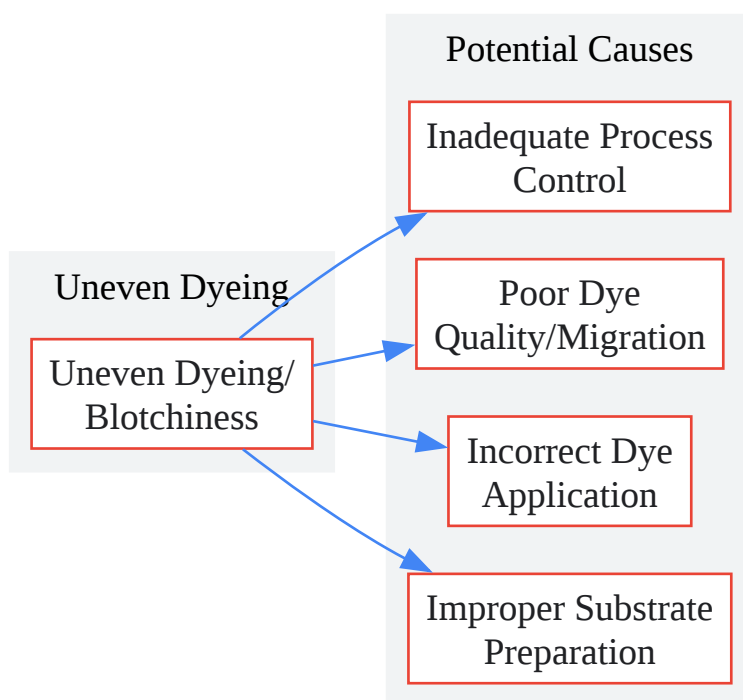 Potential Causes
Inadequate Process
Control
Uneven Dyeing
Poor Dye
Quality/Migration
Uneven Dyeing/
Blotchiness
Incorrect Dye
Application
Improper Substrate
Preparation